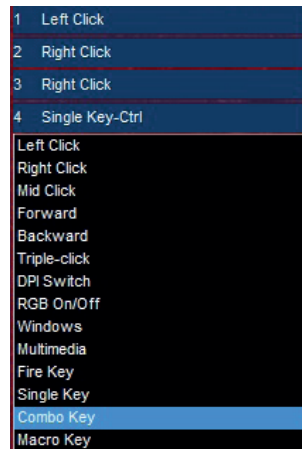 1 Left Click
2 Right Click
3 Right Click
4 Single Key-Ctrl
Left Click
Right Click
Mid Click
Forward
Backward
Triple-click
DPI Switch
RGB On/Off
Windows
Multimedia
Fire Key
Single Key
Combo Key
Macro Key